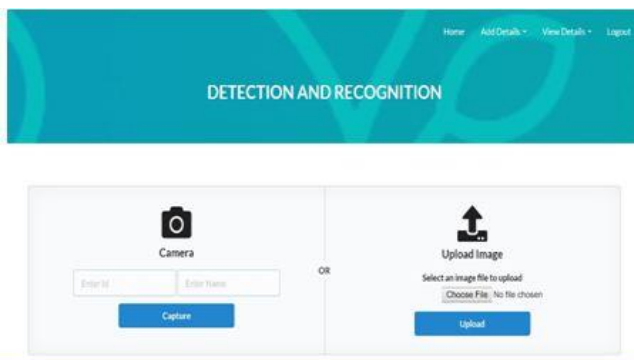 Home Add Details View Details Logout
DETECTION AND RECOGNITION
Camera
Enter Id Enter Name
Capture
OR
Upload Image
Select an image file to upload
Choose File No file chosen
Upload